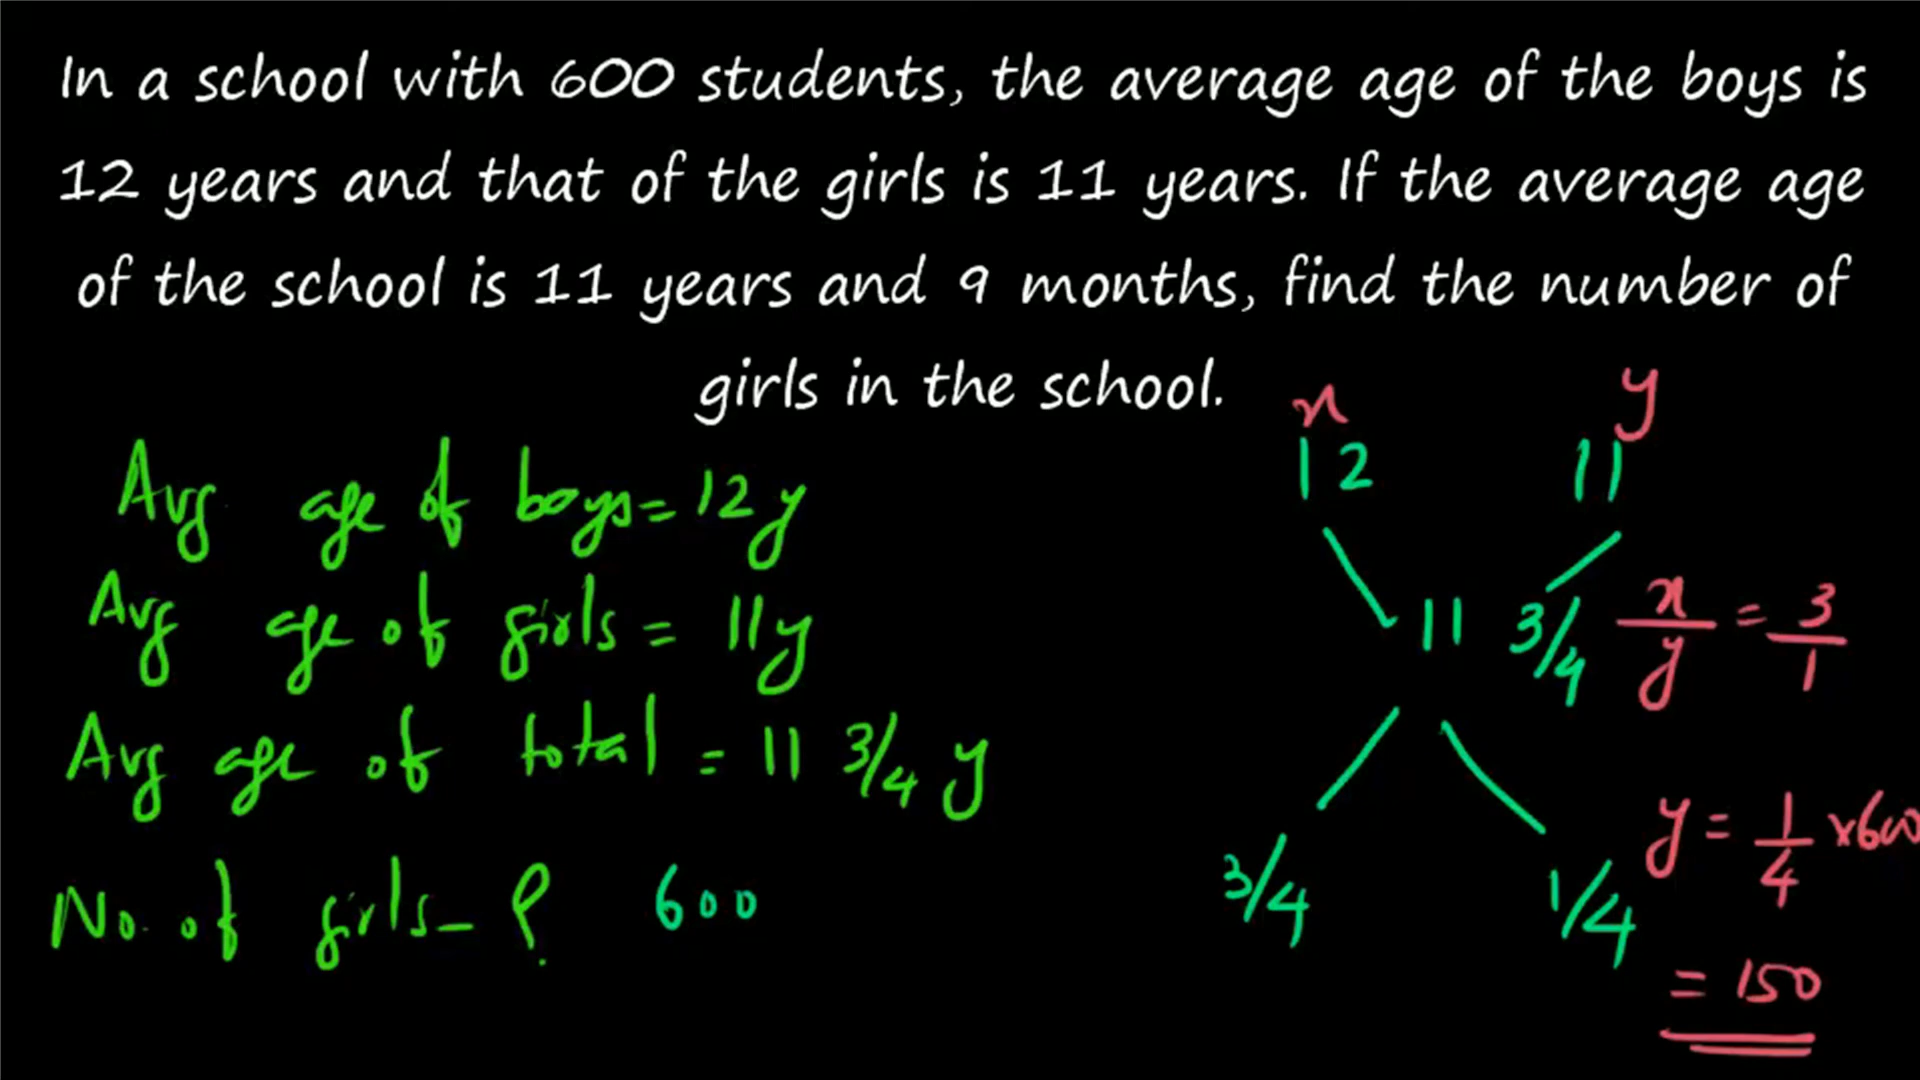 In a school with 600 students, the average age of the boys is
12 years and that of the girls is 11 years. If the average age
of the school is 11 years and 9 months, find the number of
girls in the school.
Avg age of boys = 12y
Avg age of girls = 11y
Avg age of total = 11 3/4 y
No. of girls - ? 600
x y
12 11
11 3/4
3/4 1/4
x/y = 3/1
y = 1/4 x 600
= 150